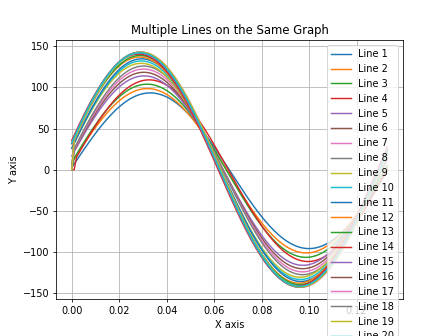 Multiple Lines on the Same Graph
150
100
50
0
−50
−100
−150
Y axis
0.00
0.02
0.04
0.06
0.08
0.10
X axis
Line 1
Line 2
Line 3
Line 4
Line 5
Line 6
Line 7
Line 8
Line 9
Line 10
Line 11
Line 12
Line 13
Line 14
Line 15
Line 16
Line 17
Line 18
Line 19